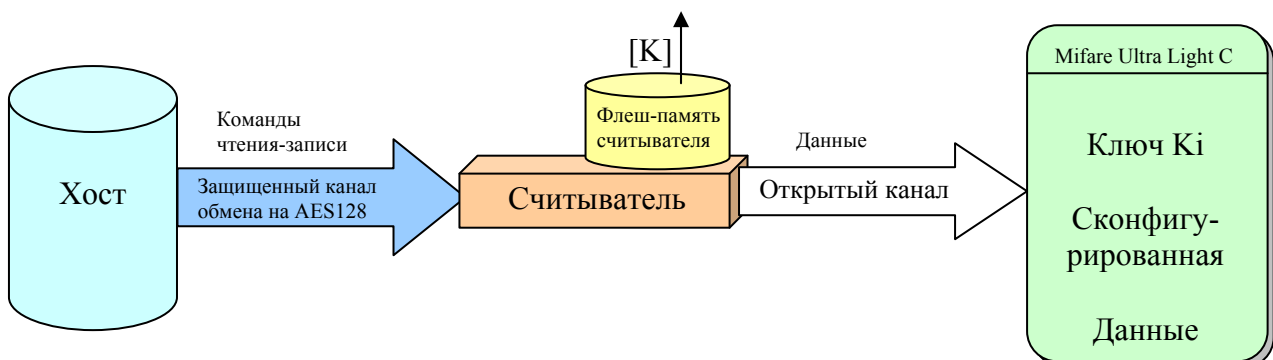 [K]
Mifare Ultra Light C
Флеш-память
считывателя
Команды
чтения-записи
Данные
Ключ Ki
Хост
Защищенный канал
обмена на AES128
Считыватель
Открытый канал
Сконфигу-
рированная
Данные